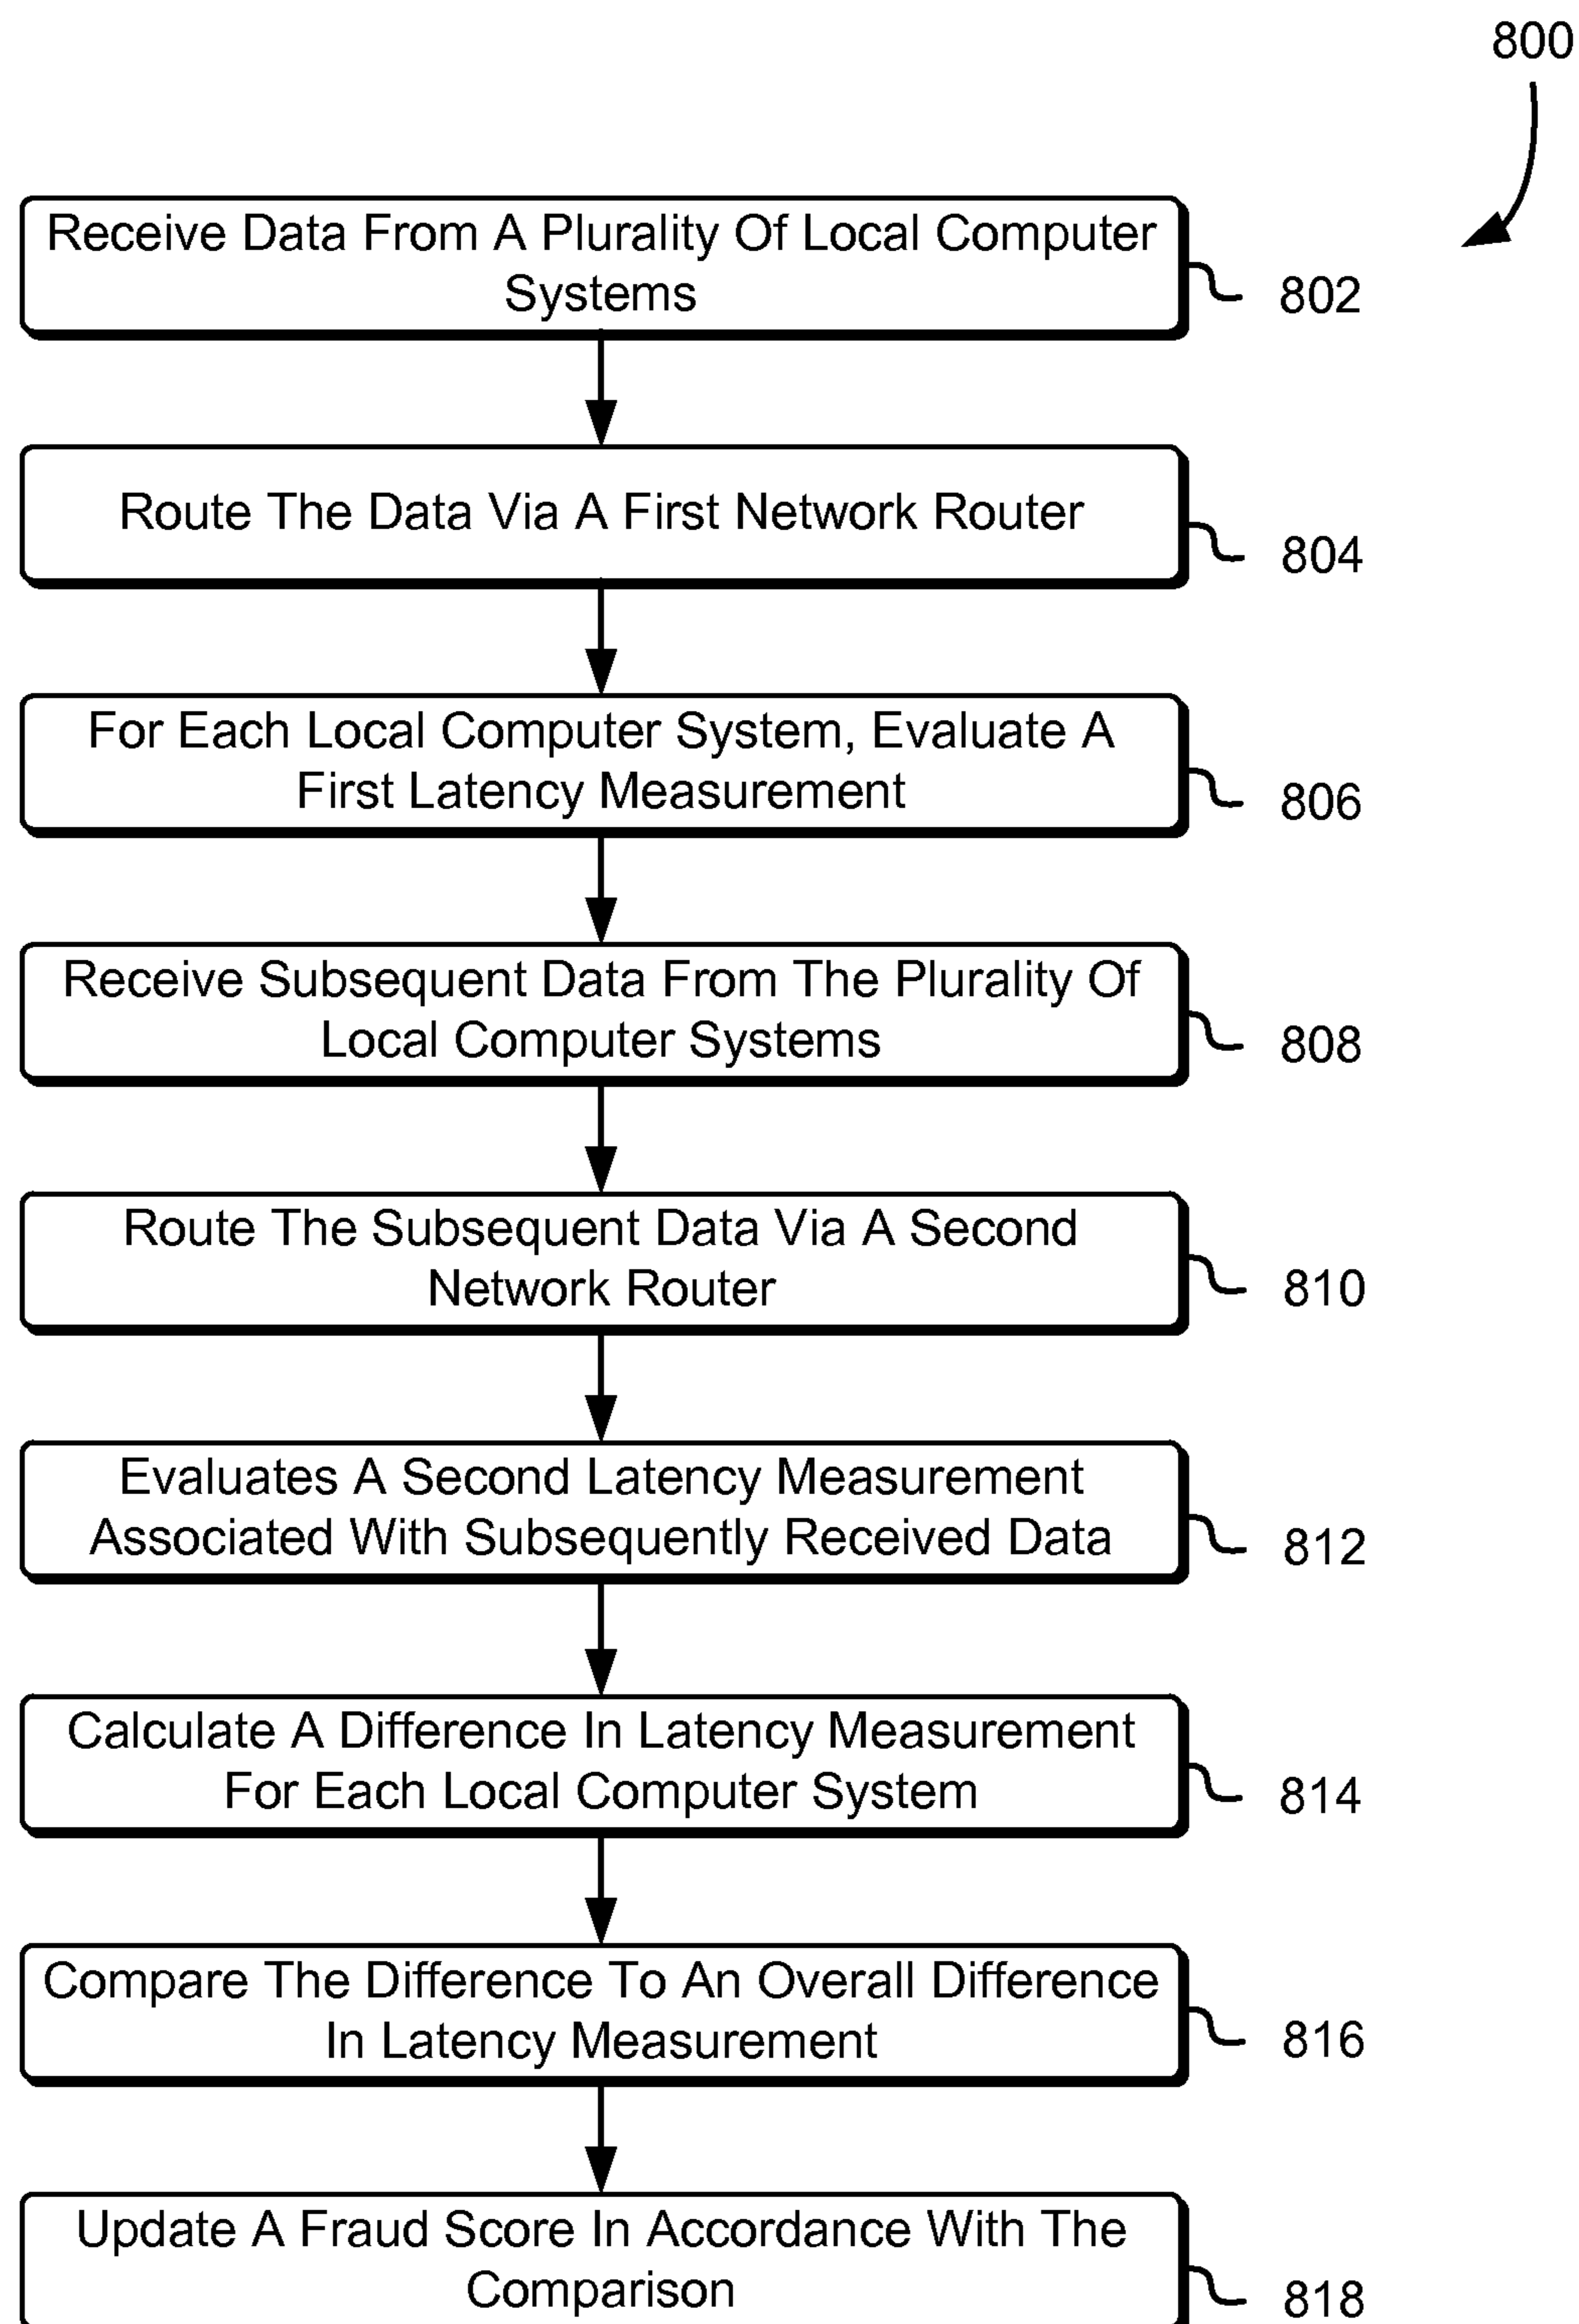 800
Receive Data From A Plurality Of Local Computer
Systems
802
Route The Data Via A First Network Router
804
For Each Local Computer System, Evaluate A
First Latency Measurement
806
Receive Subsequent Data From The Plurality Of
Local Computer Systems
808
Route The Subsequent Data Via A Second
Network Router
810
Evaluates A Second Latency Measurement
Associated With Subsequently Received Data
812
Calculate A Difference In Latency Measurement
For Each Local Computer System
814
Compare The Difference To An Overall Difference
In Latency Measurement
816
Update A Fraud Score In Accordance With The
Comparison
818